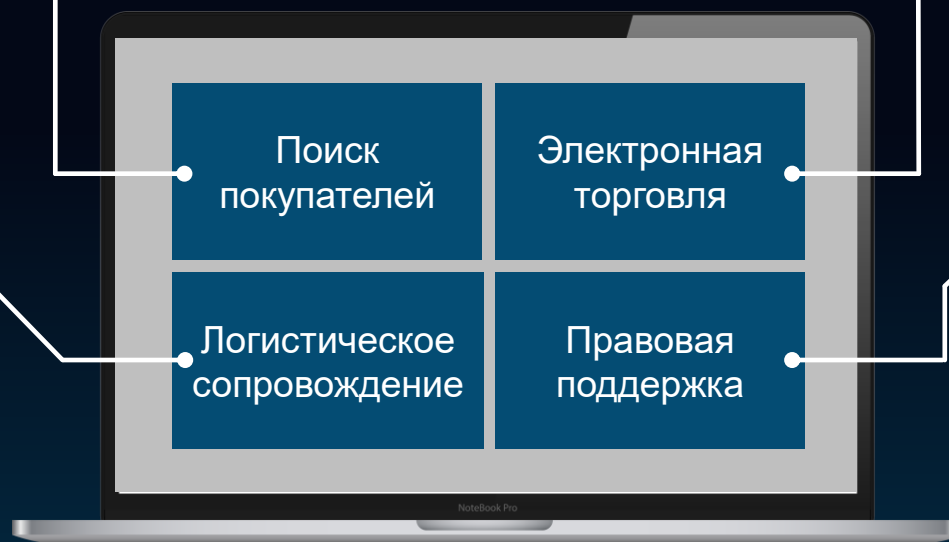 Поиск
покупателей
Электронная
торговля
Логистическое
сопровождение
Правовая
поддержка
NoteBook Pro